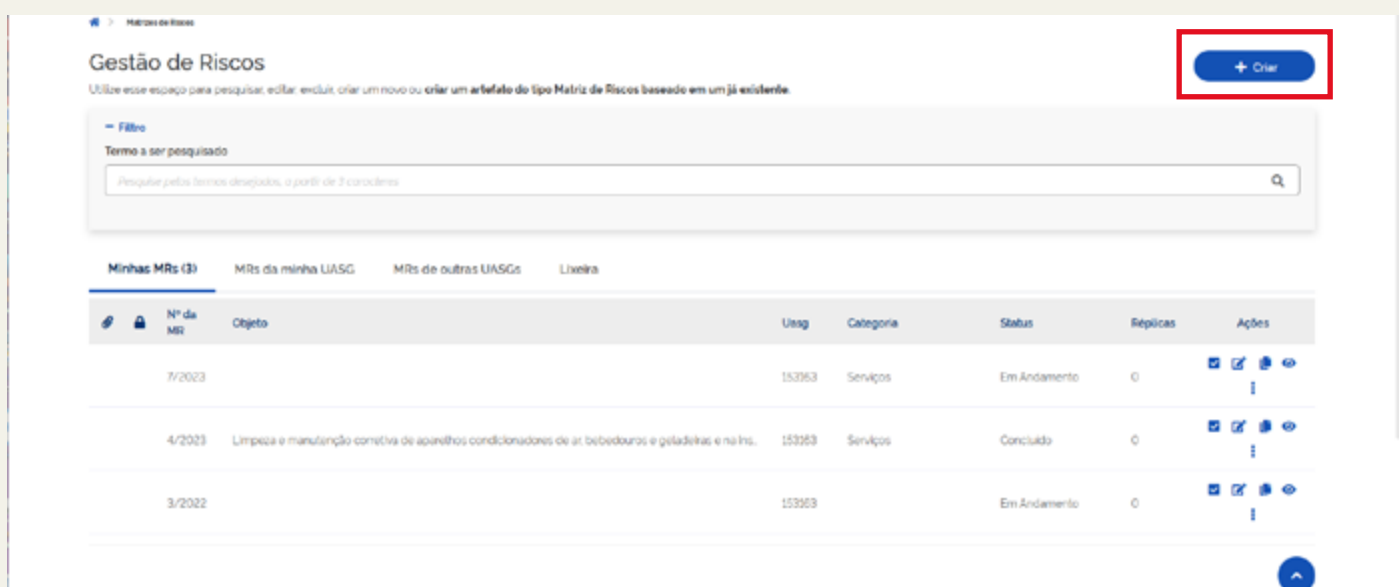 Matrizes de Riscos
Gestão de Riscos
+ Criar
Utilize esse espaço para pesquisar, editar, excluir, criar um novo ou criar um artefato do tipo Matriz de Riscos baseado em um já existente.
Filtro
Termo a ser pesquisado
Pesquise pelos termos desejados, a partir de 3 caracteres
Minhas MRs (3) MRs da minha UASG MRs de outras UASGs Lixeira
Nº da MR Objeto Uasg Categoria Status Réplicas Ações
7/2023 153163 Serviços Em Andamento 0
4/2023 Limpeza e manutenção corretiva de aparelhos condicionadores de ar, bebedouros e geladeiras e na ins... 153163 Serviços Concluído 0
3/2022 153163 Em Andamento 0